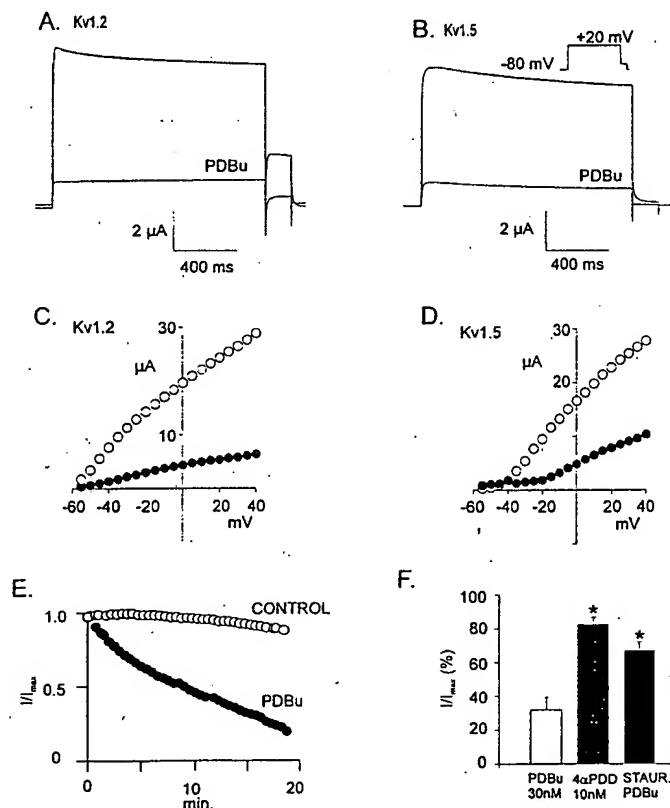 A. Kv1.2
B. Kv1.5
+20 mV
-80 mV
PDBu
PDBu
2 µA
400 ms
2 µA
400 ms
C. Kv1.2
30
µA
10
-60 -40 -20 20 40
mV
D. Kv1.5
30
µA
20
-60 -40 -20 20 40
mV
E.
CONTROL
1.0
I/Imax
0.5
PDBu
0
0 10 20
min.
F.
100
80
60
40
20
0
I/Imax (%)
* *
PDBu 4αPDD STAUR.
30nM 10nM PDBu